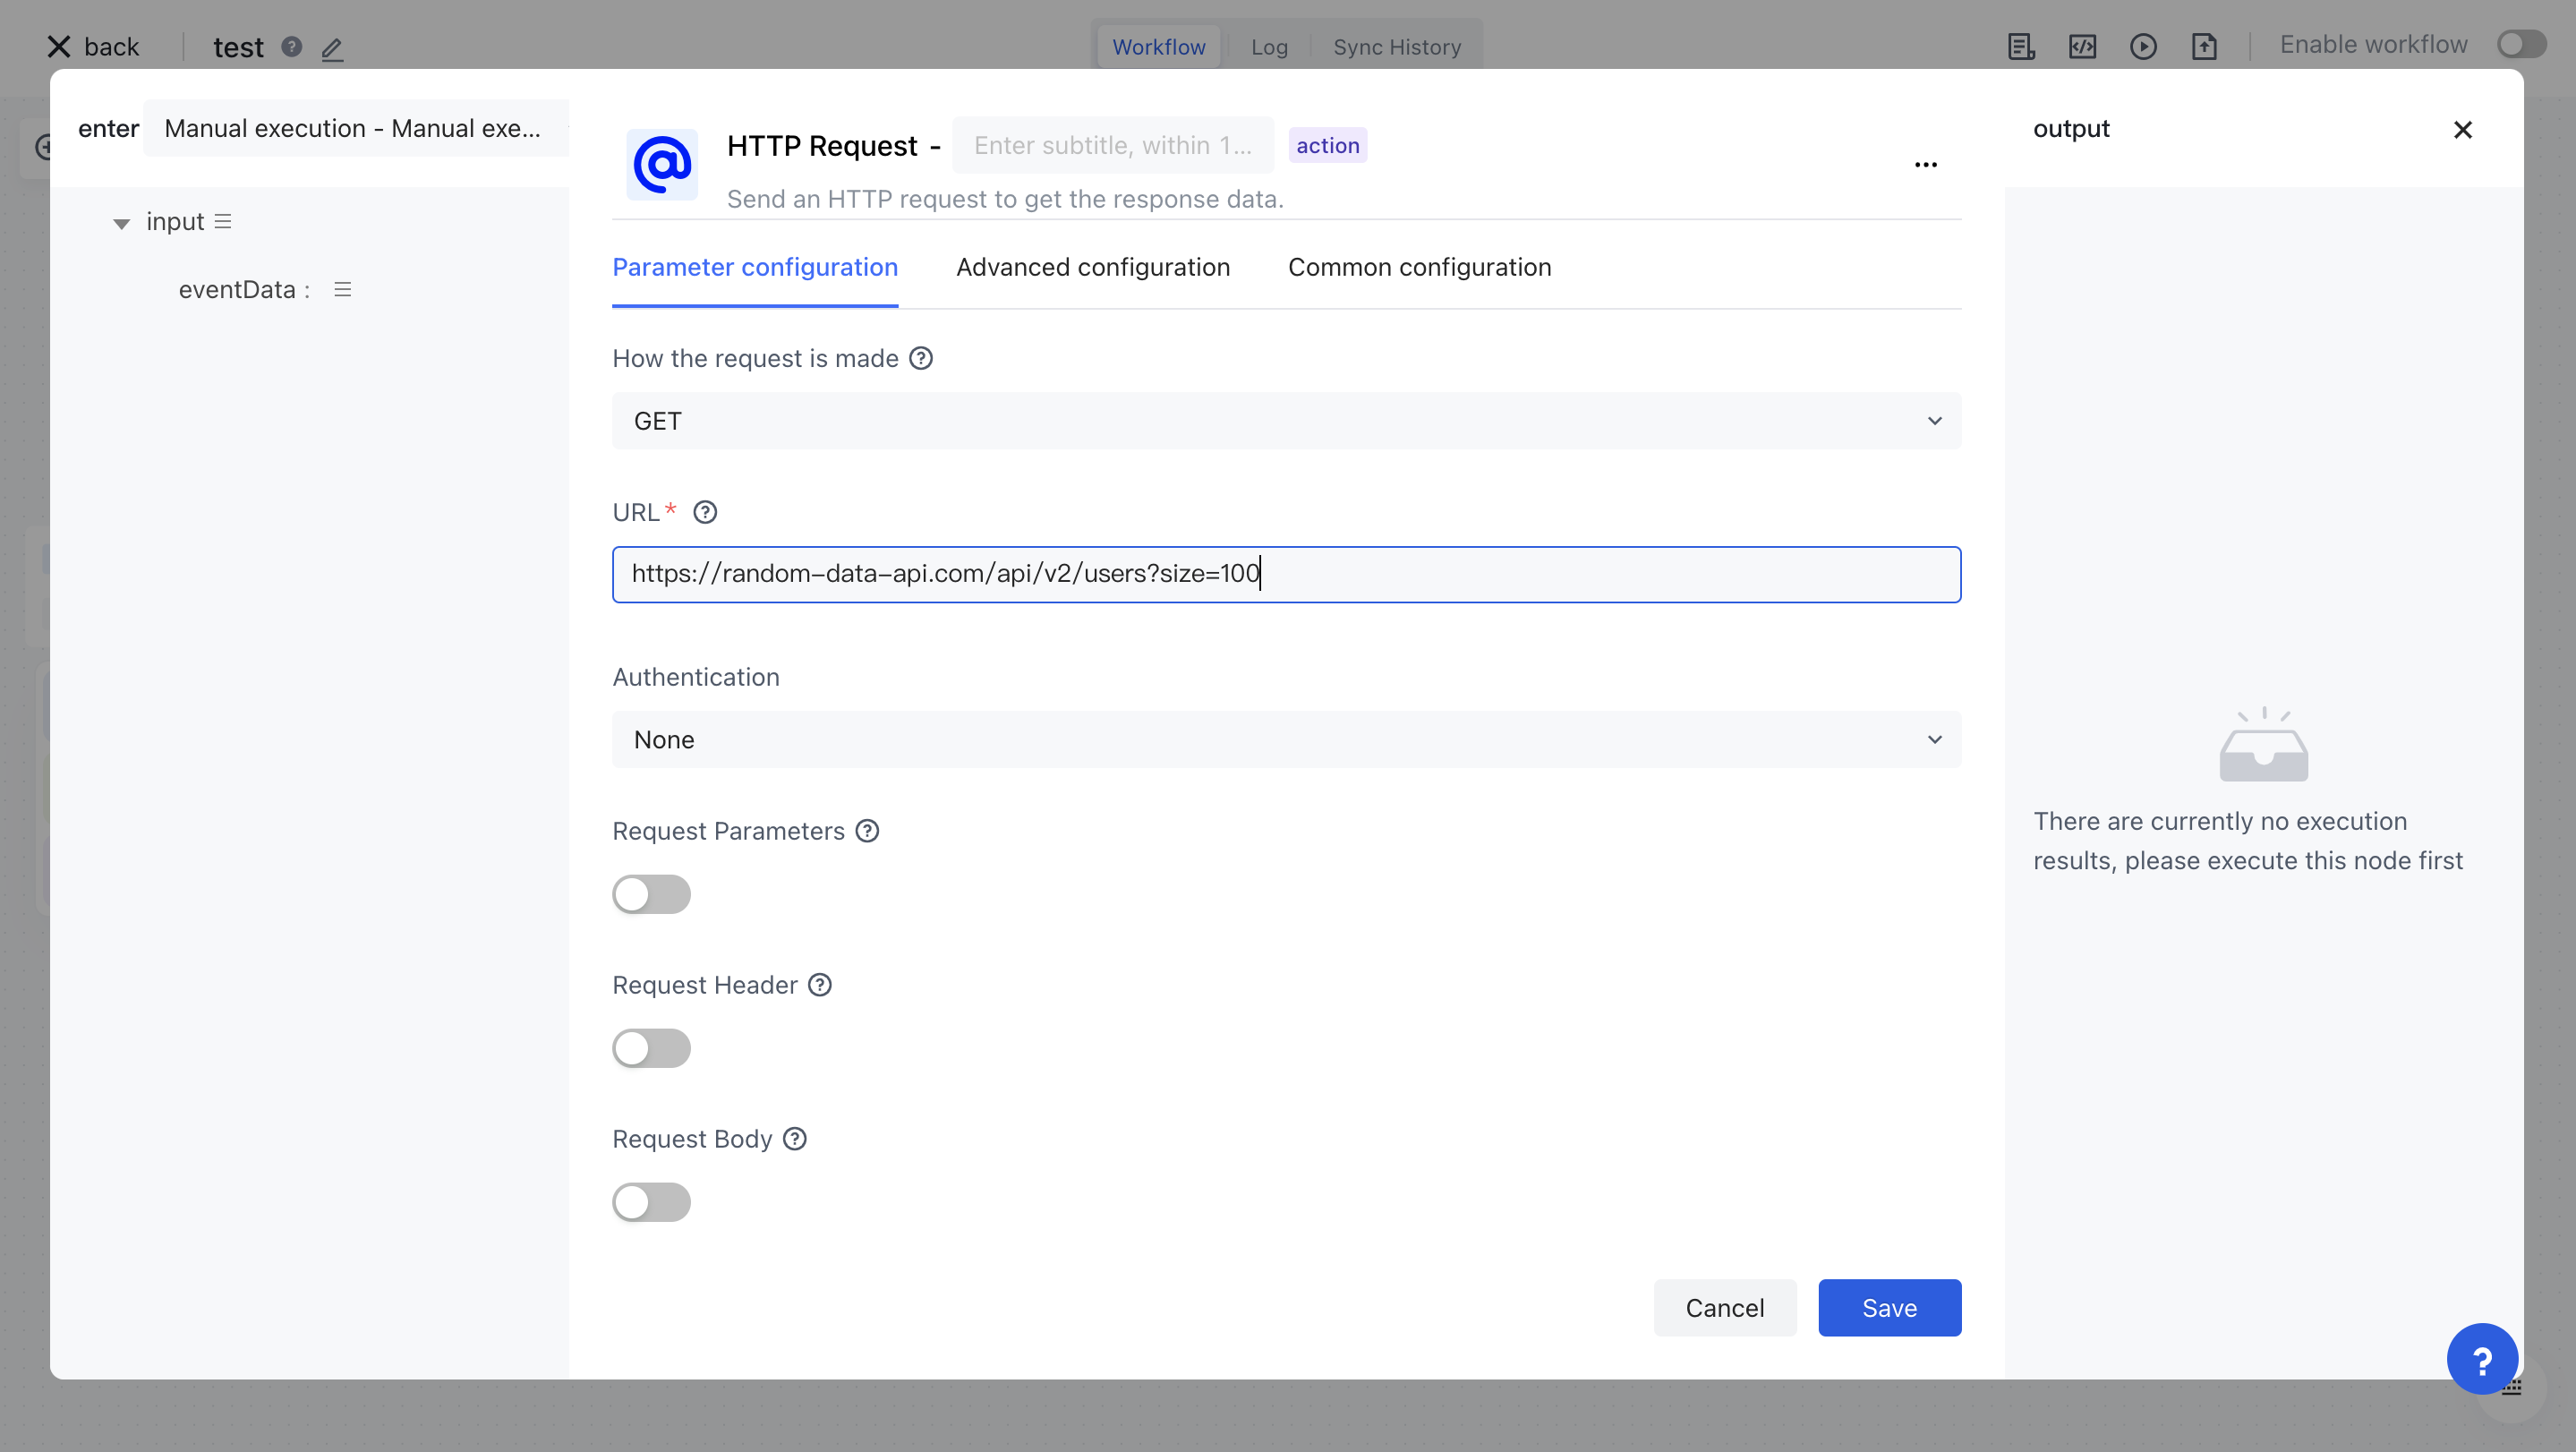 back
test
Workflow
Log
Sync History
Enable workflow
enter
Manual execution - Manual exe...
input
eventData :
HTTP Request -
Enter subtitle, within 1...
action
Send an HTTP request to get the response data.
Parameter configuration
Advanced configuration
Common configuration
How the request is made
GET
URL*
https://random-data-api.com/api/v2/users?size=100
Authentication
None
Request Parameters
Request Header
Request Body
Cancel
Save
output
There are currently no execution
results, please execute this node first